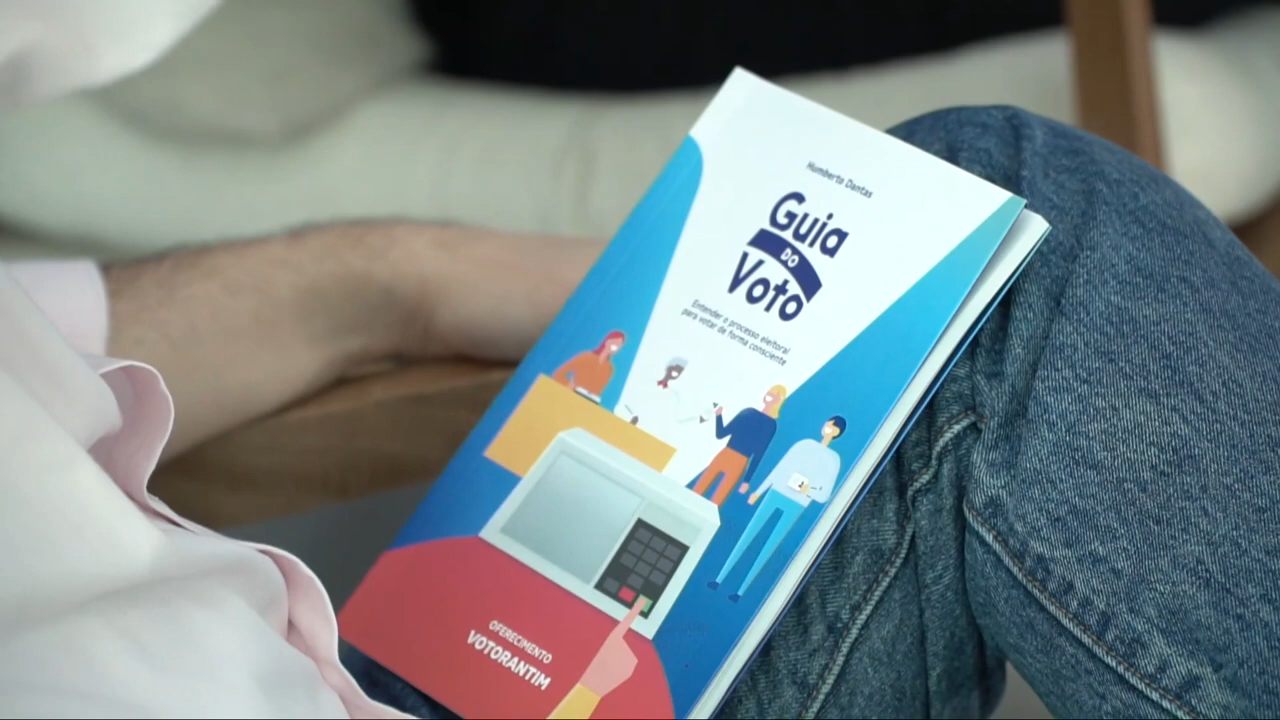 Humberto Dantas
Guia
DO
Voto
Entender o processo eleitoral
para votar de forma consciente
OFERECIMENTO
VOTORANTIM